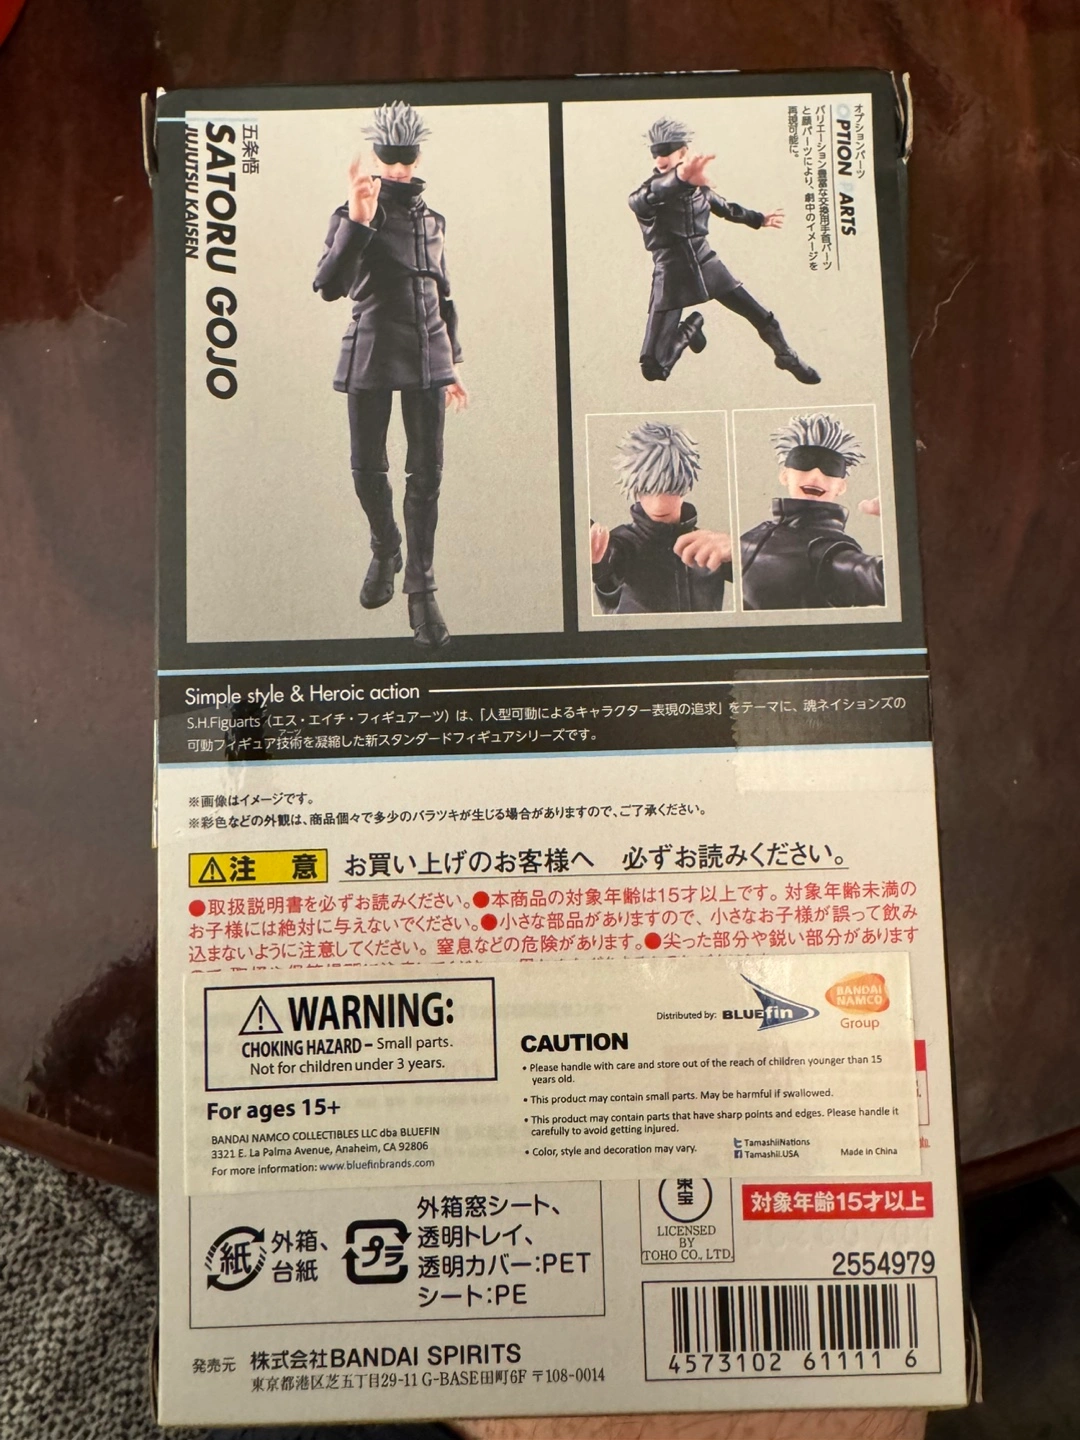 五条悟
SATORU GOJO
JUJUTSU KAISEN
オプションパーツ
OPTION PARTS
バリエーション豊富な交換用手首パーツ
と顔パーツにより、劇中のイメージを
再現可能に。
Simple style & Heroic action
S.H.Figuarts（エス・エイチ・フィギュアーツ）は、「人型可動によるキャラクター表現の追求」をテーマに、魂ネイションズの
アーツ
可動フィギュア技術を凝縮した新スタンダードフィギュアシリーズです。
※画像はイメージです。
※彩色などの外観は、商品個々で多少のバラツキが生じる場合がありますので、ご了承ください。
⚠注 意 お買い上げのお客様へ 必ずお読みください。
●取扱説明書を必ずお読みください。●本商品の対象年齢は15才以上です。対象年齢未満の
お子様には絶対に与えないでください。●小さな部品がありますので、小さなお子様が誤って飲み
込まないように注意してください。窒息などの危険があります。●尖った部分や鋭い部分があります
⚠WARNING:
CHOKING HAZARD – Small parts.
Not for children under 3 years.
For ages 15+
BANDAI NAMCO COLLECTIBLES LLC dba BLUEFIN
3321 E. La Palma Avenue, Anaheim, CA 92806
For more information: www.bluefinbrands.com
Distributed by: BLUEfin
BANDAI
NAMCO
Group
CAUTION
• Please handle with care and store out of the reach of children younger than 15
years old.
• This product may contain small parts. May be harmful if swallowed.
• This product may contain parts that have sharp points and edges. Please handle it
carefully to avoid getting injured.
• Color, style and decoration may vary.
TamashiiNations
Tamashii.USA
Made in China
紙
外箱、
台紙
プラ
外箱窓シート、
透明トレイ、
透明カバー:PET
シート:PE
東宝
LICENSED
BY
TOHO CO., LTD.
対象年齢15才以上
2554979
4573102 61111 6
発売元 株式会社BANDAI SPIRITS
東京都港区芝五丁目29-11 G-BASE田町6F 〒108-0014